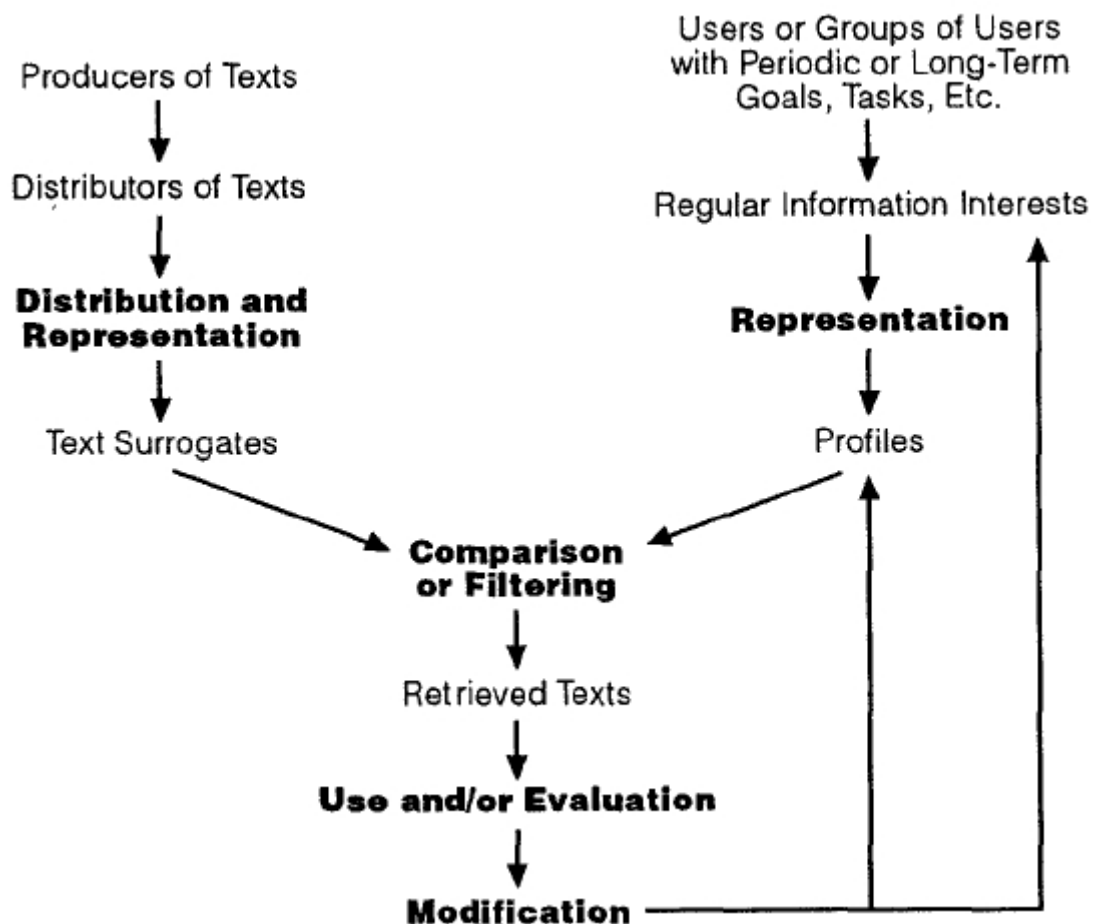 Producers of Texts
Distributors of Texts
Distribution and
Representation
Text Surrogates
Users or Groups of Users
with Periodic or Long-Term
Goals, Tasks, Etc.
Regular Information Interests
Representation
Profiles
Comparison
or Filtering
Retrieved Texts
Use and/or Evaluation
Modification